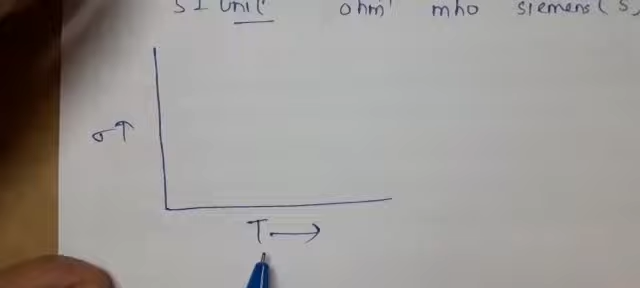 SI Unit ohm⁻¹ mho siemens (S)
σ↑
T →